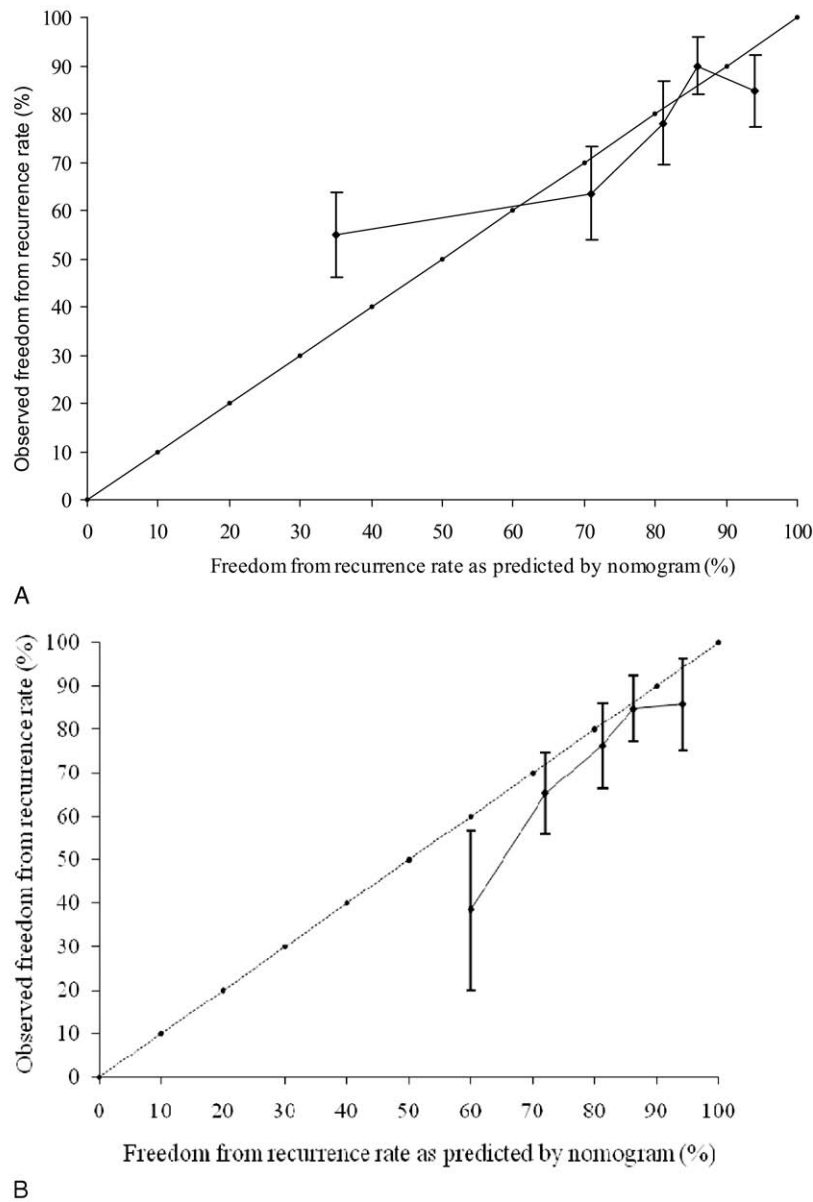 Observed freedom from recurrence rate (%)
100
90
80
70
60
50
40
30
20
10
0
0 10 20 30 40 50 60 70 80 90 100
Freedom from recurrence rate as predicted by nomogram (%)
A
Observed freedom from recurrence rate (%)
100
90
80
70
60
50
40
30
20
10
0
0 10 20 30 40 50 60 70 80 90 100
Freedom from recurrence rate as predicted by nomogram (%)
B